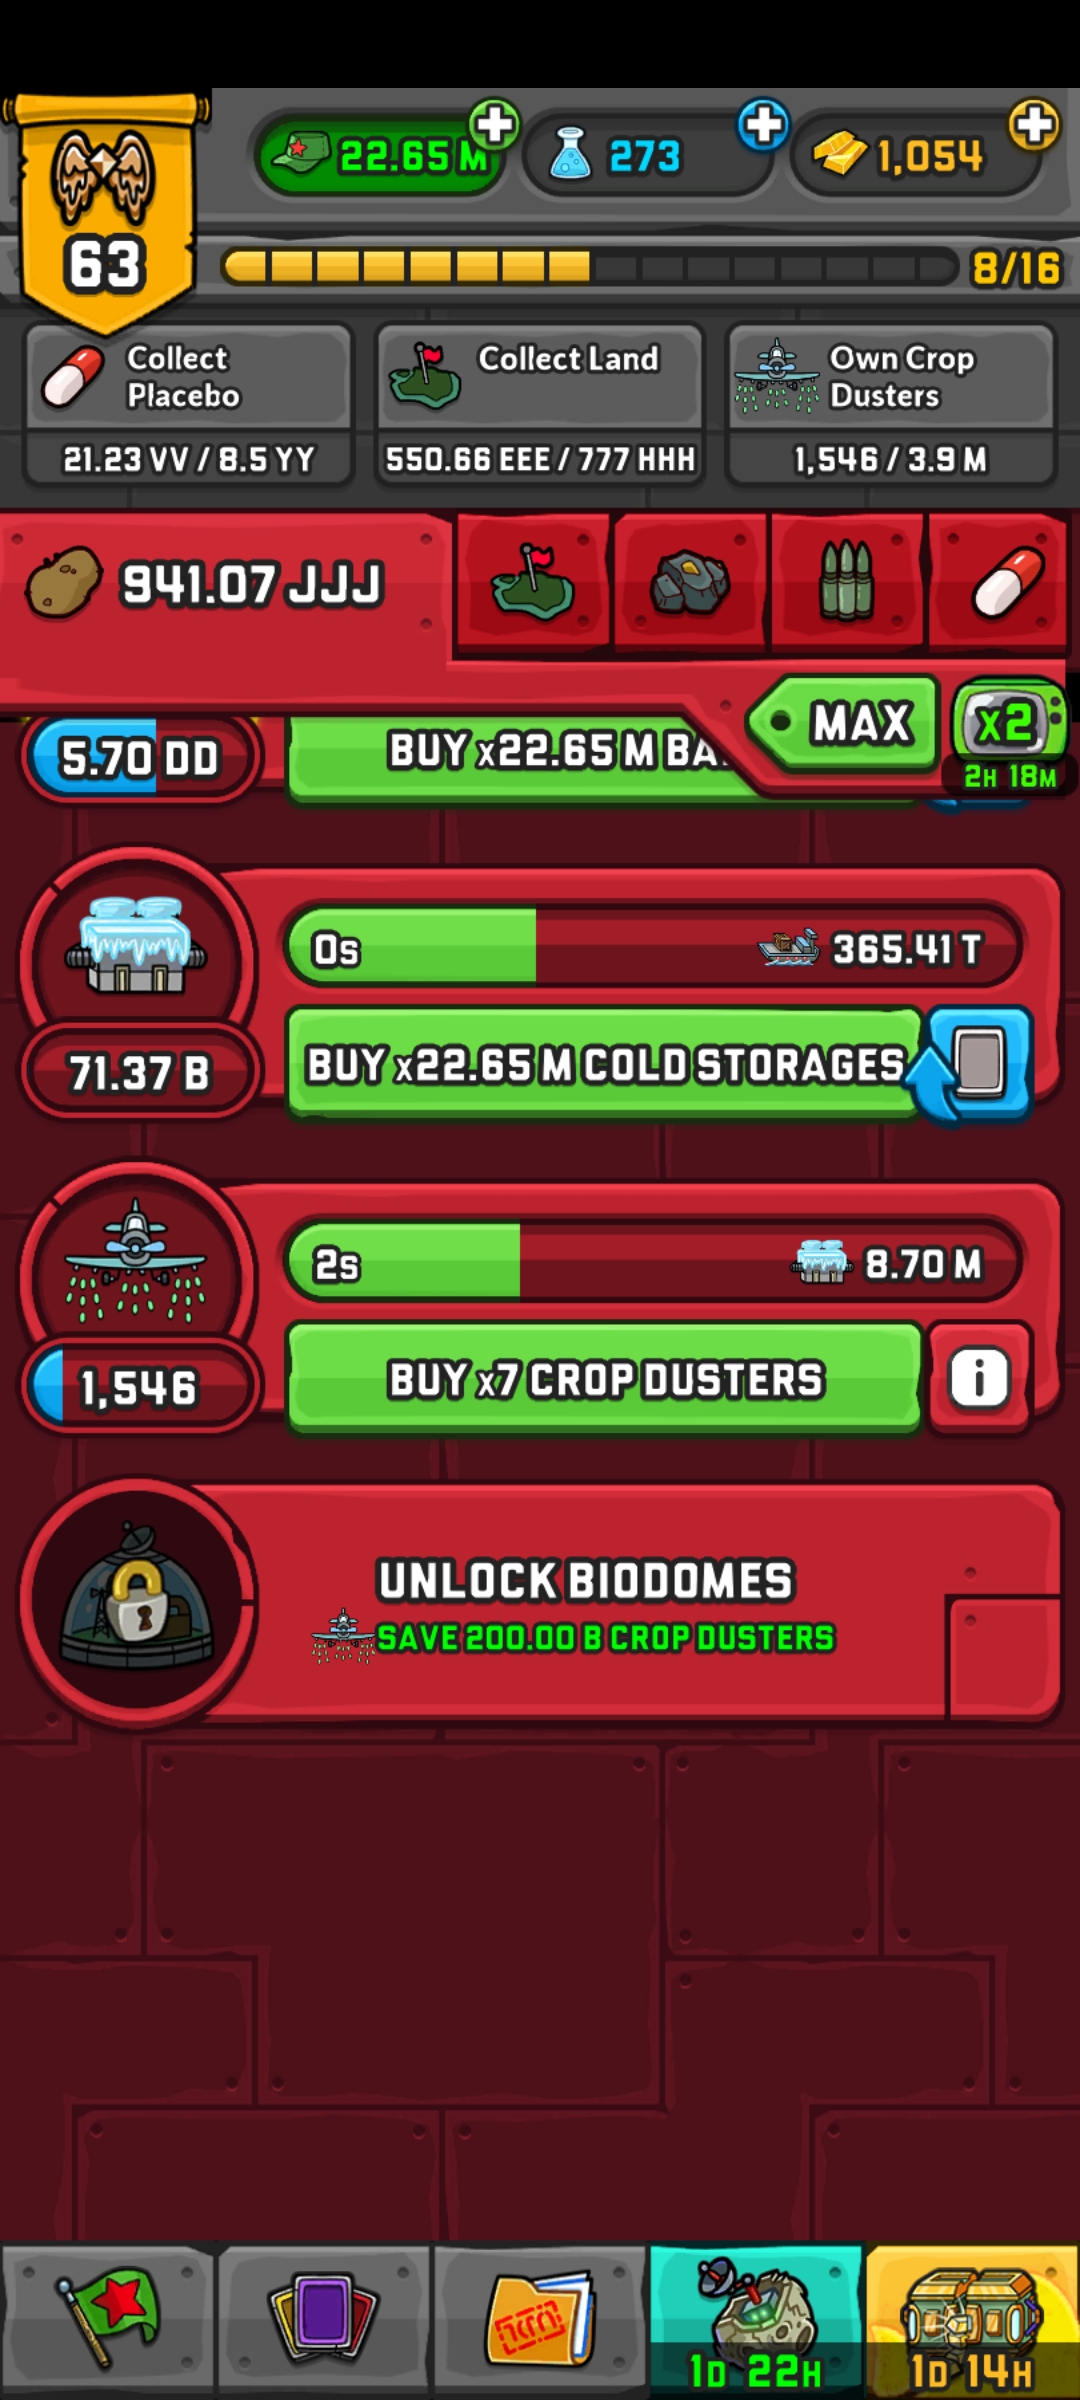 22.65 M
273
1,054
63
8/16
Collect
Placebo
21.23 VV / 8.5 YY
Collect Land
550.66 EEE / 777 HHH
Own Crop
Dusters
1,546 / 3.9 M
941.07 JJJ
MAX
x2
2H 18M
5.70 DD
BUY x22.65 M BA
0s
365.41 T
71.37 B
BUY x22.65 M COLD STORAGES
2s
8.70 M
1,546
BUY x7 CROP DUSTERS
i
UNLOCK BIODOMES
SAVE 200.00 B CROP DUSTERS
1D 22H
1D 14H